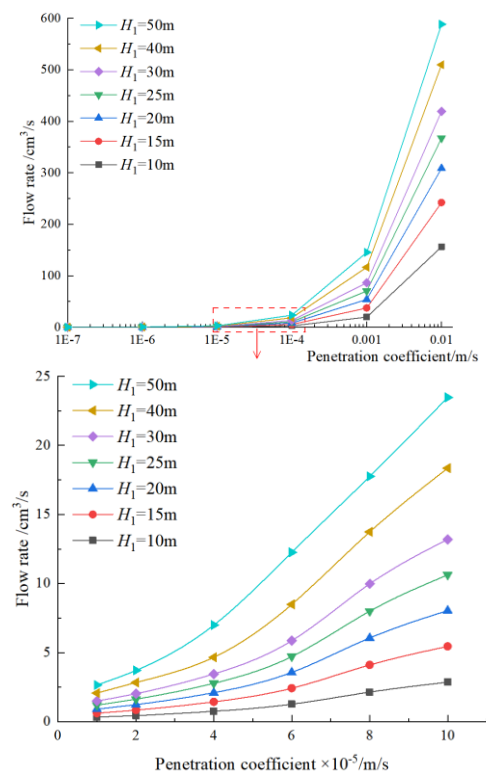 600
500
400
300
200
100
0
Flow rate /cm³/s
H₁=50m
H₁=40m
H₁=30m
H₁=25m
H₁=20m
H₁=15m
H₁=10m
1E-7 1E-6 1E-5 1E-4 0.001 0.01
Penetration coefficient/m/s
25
20
15
10
5
0
Flow rate /cm³/s
H₁=50m
H₁=40m
H₁=30m
H₁=25m
H₁=20m
H₁=15m
H₁=10m
0 2 4 6 8 10
Penetration coefficient ×10⁻⁵/m/s